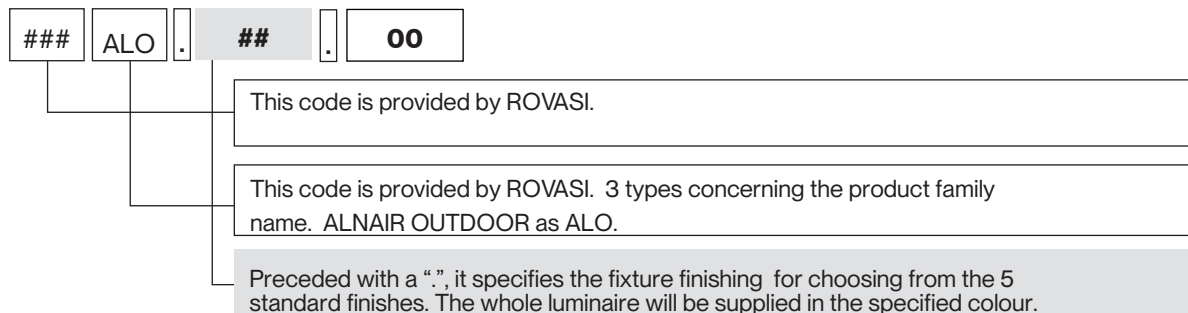 ### ALO . ## . 00
This code is provided by ROVASI.
This code is provided by ROVASI. 3 types concerning the product family
name. ALNAIR OUTDOOR as ALO.
Preceded with a “.”, it specifies the fixture finishing for choosing from the 5
standard finishes. The whole luminaire will be supplied in the specified colour.